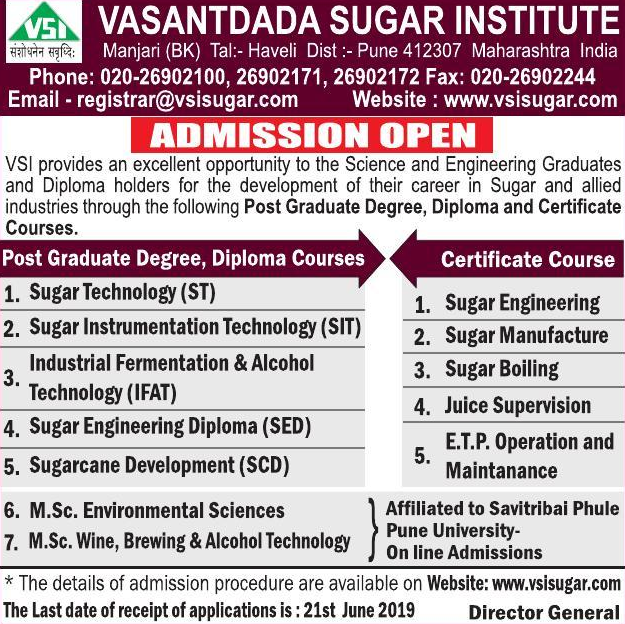 VSI
संशोधनेन सवृध्दि:
VASANTDADA SUGAR INSTITUTE
Manjari (BK) Tal:- Haveli Dist :- Pune 412307 Maharashtra India
Phone: 020-26902100, 26902171, 26902172 Fax: 020-26902244
Email - registrar@vsisugar.com Website : www.vsisugar.com
ADMISSION OPEN
VSI provides an excellent opportunity to the Science and Engineering Graduates
and Diploma holders for the development of their career in Sugar and allied
industries through the following Post Graduate Degree, Diploma and Certificate
Courses.
Post Graduate Degree, Diploma Courses
1. Sugar Technology (ST)
2. Sugar Instrumentation Technology (SIT)
3. Industrial Fermentation & Alcohol
Technology (IFAT)
4. Sugar Engineering Diploma (SED)
5. Sugarcane Development (SCD)
Certificate Course
1. Sugar Engineering
2. Sugar Manufacture
3. Sugar Boiling
4. Juice Supervision
5. E.T.P. Operation and
Maintanance
6. M.Sc. Environmental Sciences
7. M.Sc. Wine, Brewing & Alcohol Technology
Affiliated to Savitribai Phule
Pune University-
On line Admissions
* The details of admission procedure are available on Website: www.vsisugar.com
The Last date of receipt of applications is : 21st June 2019
Director General